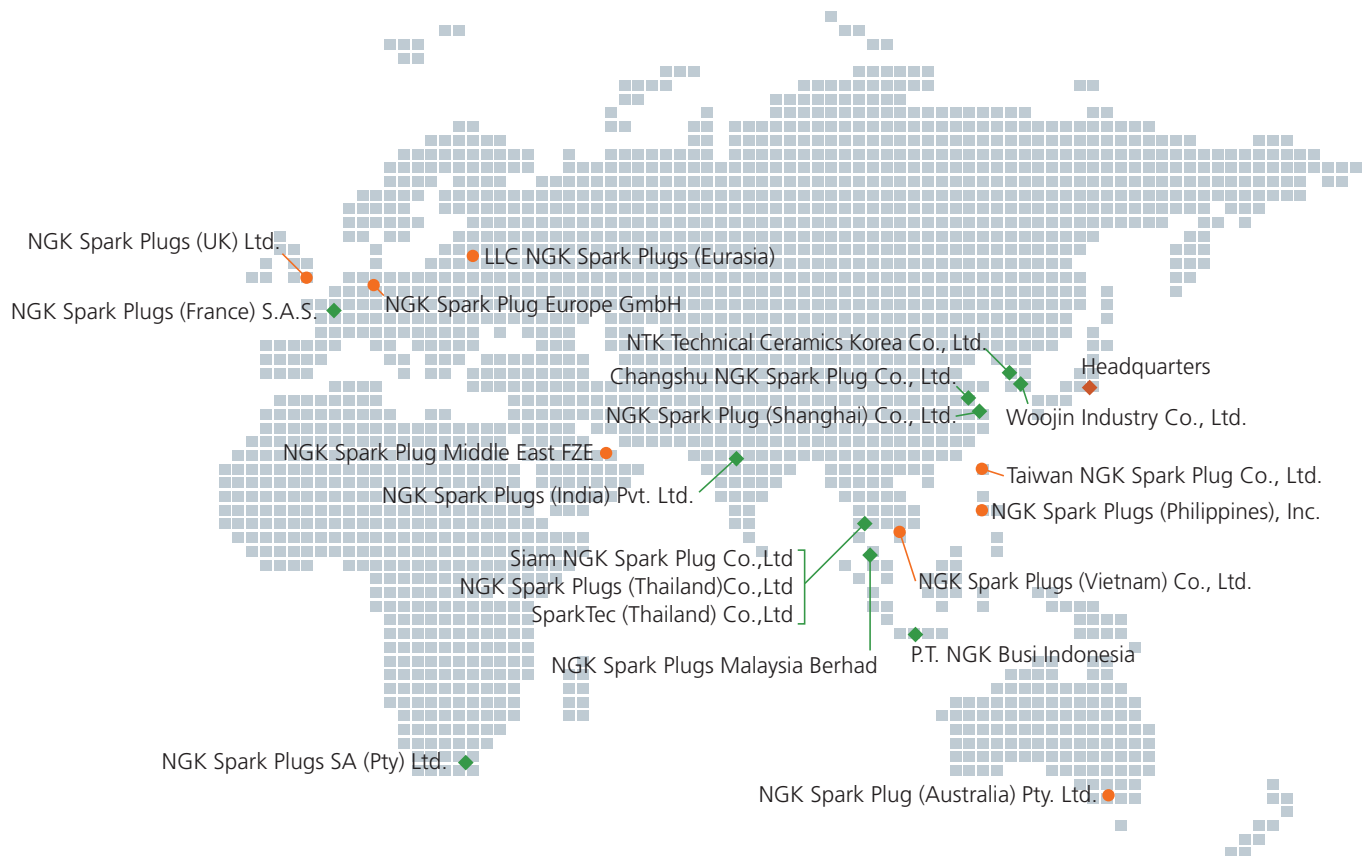 NGK Spark Plugs (UK) Ltd.
LLC NGK Spark Plugs (Eurasia)
NGK Spark Plug Europe GmbH
NGK Spark Plugs (France) S.A.S.
NTK Technical Ceramics Korea Co., Ltd.
Headquarters
Changshu NGK Spark Plug Co., Ltd.
NGK Spark Plug (Shanghai) Co., Ltd.
Woojin Industry Co., Ltd.
NGK Spark Plug Middle East FZE
Taiwan NGK Spark Plug Co., Ltd.
NGK Spark Plugs (India) Pvt. Ltd.
NGK Spark Plugs (Philippines), Inc.
Siam NGK Spark Plug Co.,Ltd
NGK Spark Plugs (Thailand)Co.,Ltd
SparkTec (Thailand) Co.,Ltd
NGK Spark Plugs (Vietnam) Co., Ltd.
P.T. NGK Busi Indonesia
NGK Spark Plugs Malaysia Berhad
NGK Spark Plugs SA (Pty) Ltd.
NGK Spark Plug (Australia) Pty. Ltd.